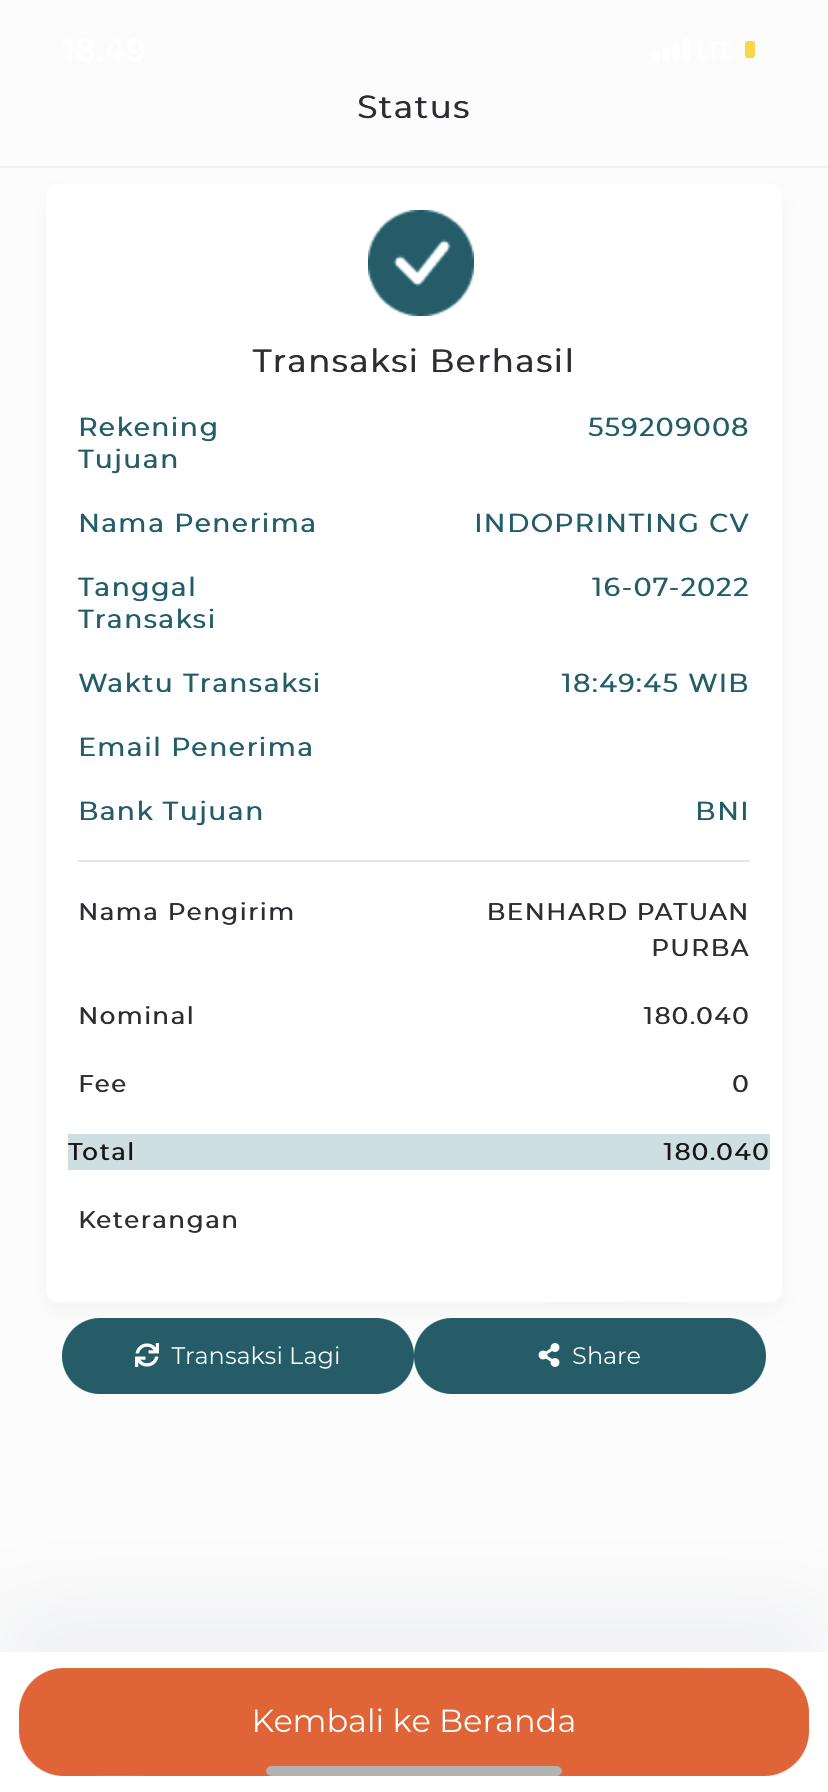 18.49
LTE
Status
Transaksi Berhasil
Rekening Tujuan 559209008
Nama Penerima INDOPRINTING CV
Tanggal Transaksi 16-07-2022
Waktu Transaksi 18:49:45 WIB
Email Penerima
Bank Tujuan BNI
Nama Pengirim BENHARD PATUAN PURBA
Nominal 180.040
Fee 0
Total 180.040
Keterangan
Transaksi Lagi
Share
Kembali ke Beranda